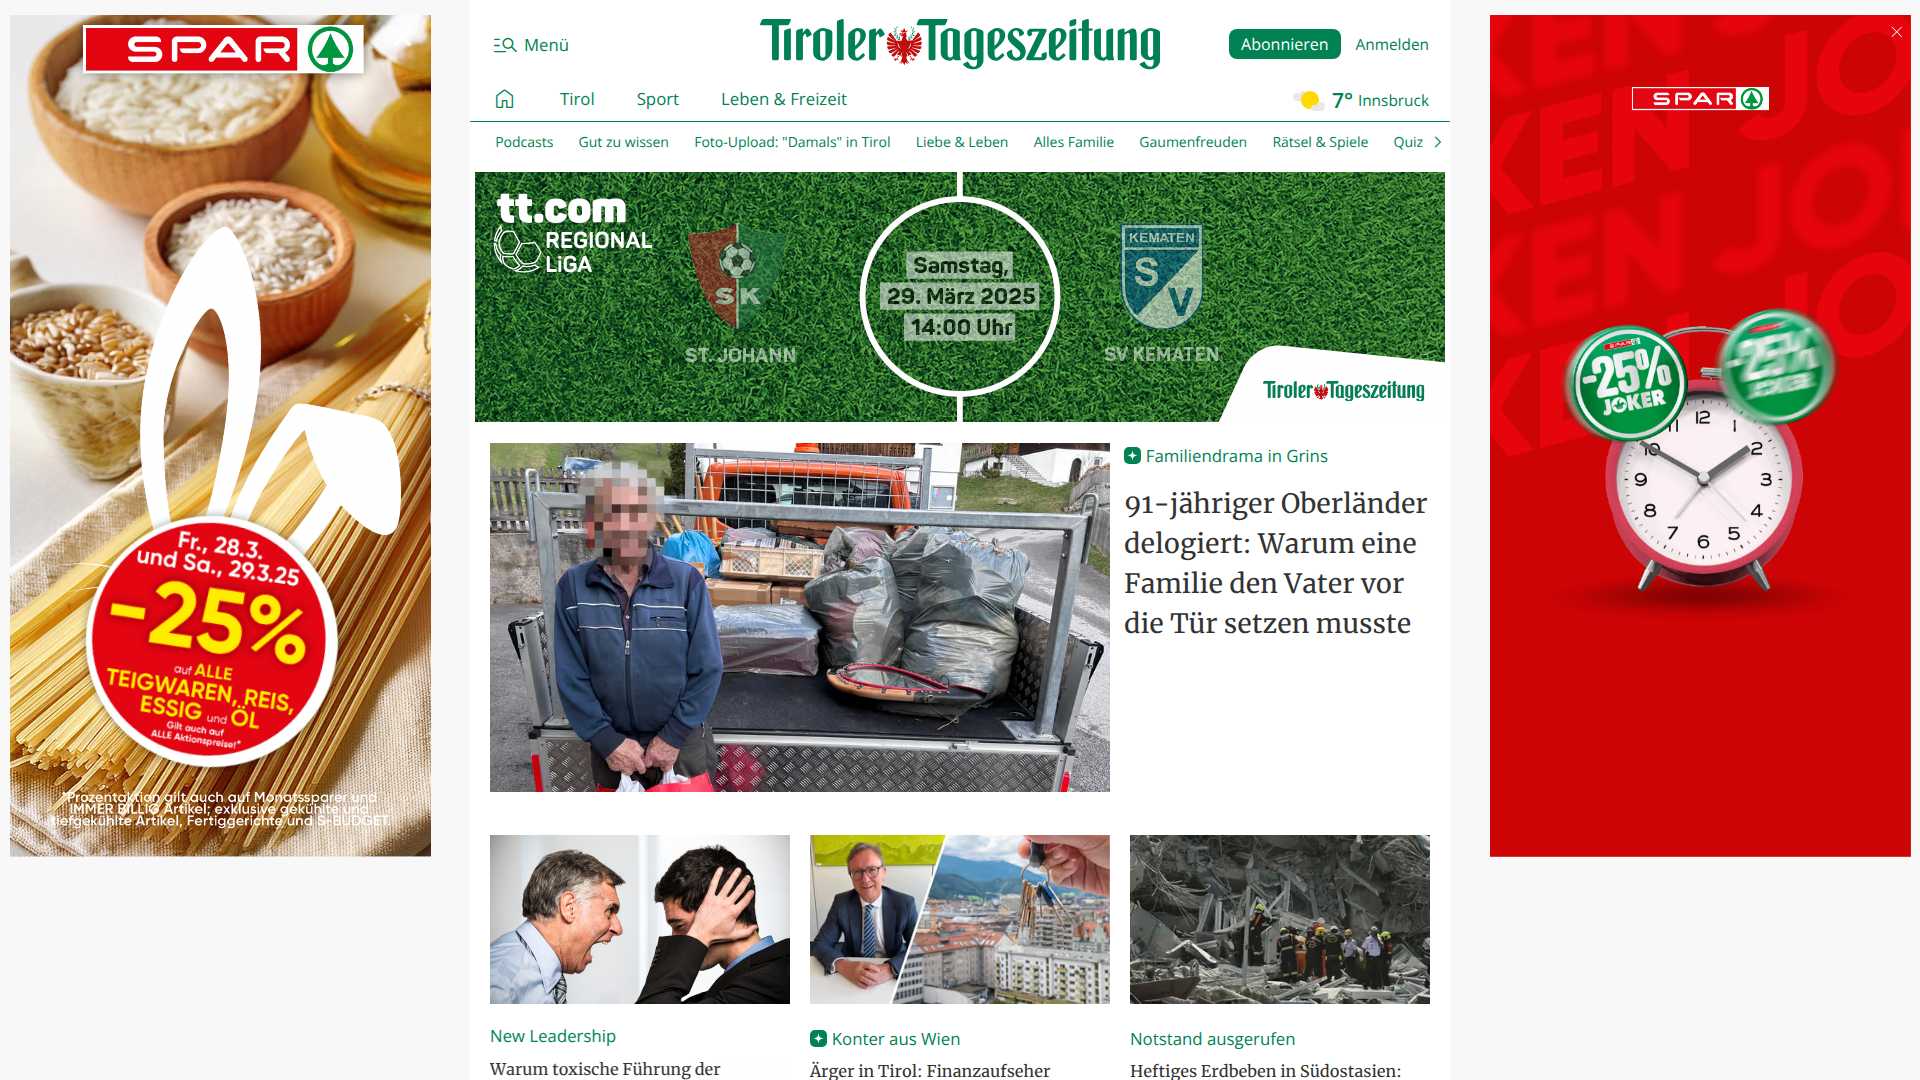 SPAR
Fr., 28.3.
und Sa., 29.3.25
-25%
auf ALLE
TEIGWAREN, REIS,
ESSIG und ÖL
Gilt auch auf
ALLE Aktionspreise!*
*Prozentaktion gilt auch auf Monatssparer und
IMMER BILLIG Artikel; exklusive gekühlte und
tiefgekühlte Artikel, Fertiggerichte und S-BUDGET.
Menü
Tiroler Tageszeitung
Abonnieren
Anmelden
Tirol
Sport
Leben & Freizeit
7° Innsbruck
Podcasts
Gut zu wissen
Foto-Upload: "Damals" in Tirol
Liebe & Leben
Alles Familie
Gaumenfreuden
Rätsel & Spiele
Quiz
tt.com
REGIONAL
LiGA
SK
ST. JOHANN
Samstag,
29. März 2025
14:00 Uhr
KEMATEN
S
V
SV KEMATEN
Tiroler Tageszeitung
Familiendrama in Grins
91-jähriger Oberländer
delogiert: Warum eine
Familie den Vater vor
die Tür setzen musste
New Leadership
Warum toxische Führung der
Konter aus Wien
Ärger in Tirol: Finanzaufseher
Notstand ausgerufen
Heftiges Erdbeben in Südostasien:
SPAR
JOKEN
SPAR
-25%
JOKER
-25%
JOKER
12
1
2
3
4
5
6
7
8
9
10
11